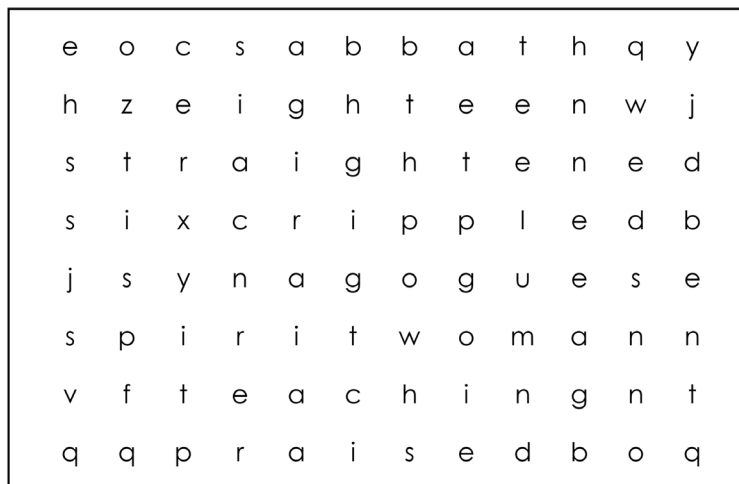 e o c s a b b a t h q y
h z e i g h t e e n w j
s t r a i g h t e n e d
s i x c r i p p l e d b
j s y n a g o g u e s e
s p i r i t w o m a n n
v f t e a c h i n g n t
q q p r a i s e d b o q